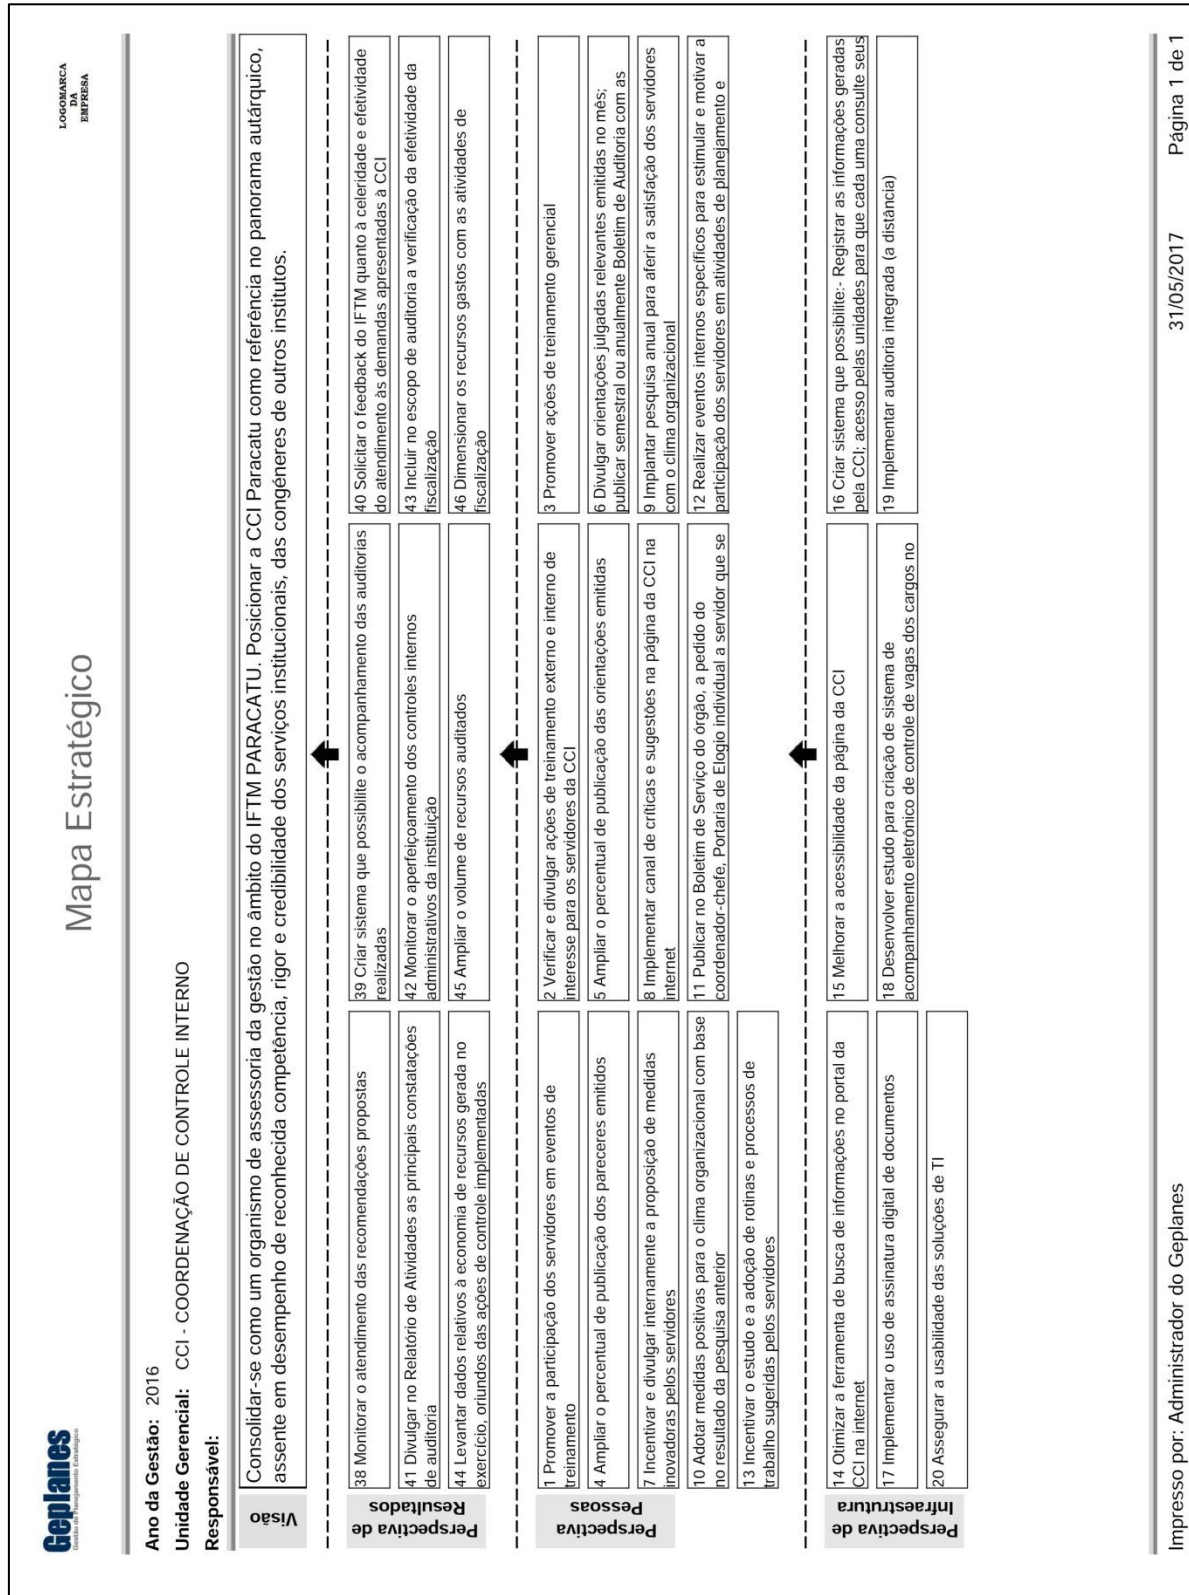 Geplanes
Gestão de Planejamento Estratégico
Mapa Estratégico
LOGOMARCA
DA
EMPRESA
Ano da Gestão: 2016
Unidade Gerencial: CCI - COORDENAÇÃO DE CONTROLE INTERNO
Responsável:
Visão
Consolidar-se como um organismo de assessoria da gestão no âmbito do IFTM PARACATU. Posicionar a CCI Paracatu como referência no panorama autárquico,
assente em desempenho de reconhecida competência, rigor e credibilidade dos serviços institucionais, das congéneres de outros institutos.
Perspectiva de
Resultados
38 Monitorar o atendimento das recomendações propostas
39 Criar sistema que possibilite o acompanhamento das auditorias
realizadas
40 Solicitar o feedback do IFTM quanto à celeridade e efetividade
do atendimento às demandas apresentadas à CCI
41 Divulgar no Relatório de Atividades as principais constatações
de auditoria
42 Monitorar o aperfeiçoamento dos controles internos
administrativos da instituição
43 Incluir no escopo de auditoria a verificação da efetividade da
fiscalização
44 Levantar dados relativos à economia de recursos gerada no
exercício, oriundos das ações de controle implementadas
45 Ampliar o volume de recursos auditados
46 Dimensionar os recursos gastos com as atividades de
fiscalização
Perspectiva
Pessoas
1 Promover a participação dos servidores em eventos de
treinamento
2 Verificar e divulgar ações de treinamento externo e interno de
interesse para os servidores da CCI
3 Promover ações de treinamento gerencial
4 Ampliar o percentual de publicação dos pareceres emitidos
5 Ampliar o percentual de publicação das orientações emitidas
6 Divulgar orientações julgadas relevantes emitidas no mês;
publicar semestral ou anualmente Boletim de Auditoria com as
7 Incentivar e divulgar internamente a proposição de medidas
inovadoras pelos servidores
8 Implementar canal de críticas e sugestões na página da CCI na
internet
9 Implantar pesquisa anual para aferir a satisfação dos servidores
com o clima organizacional
10 Adotar medidas positivas para o clima organizacional com base
no resultado da pesquisa anterior
11 Publicar no Boletim de Serviço do órgão, a pedido do
coordenador-chefe, Portaria de Elogio individual a servidor que se
12 Realizar eventos internos específicos para estimular e motivar a
participação dos servidores em atividades de planejamento e
13 Incentivar o estudo e a adoção de rotinas e processos de
trabalho sugeridas pelos servidores
Perspectiva de
Infraestrutura
14 Otimizar a ferramenta de busca de informações no portal da
CCI na internet
15 Melhorar a acessibilidade da página da CCI
16 Criar sistema que possibilite:- Registrar as informações geradas
pela CCI; acesso pelas unidades para que cada uma consulte seus
17 Implementar o uso de assinatura digital de documentos
18 Desenvolver estudo para criação de sistema de
acompanhamento eletrônico de controle de vagas dos cargos no
19 Implementar auditoria integrada (a distância)
20 Assegurar a usabilidade das soluções de TI
Impresso por: Administrador do Geplanes
31/05/2017
Página 1 de 1